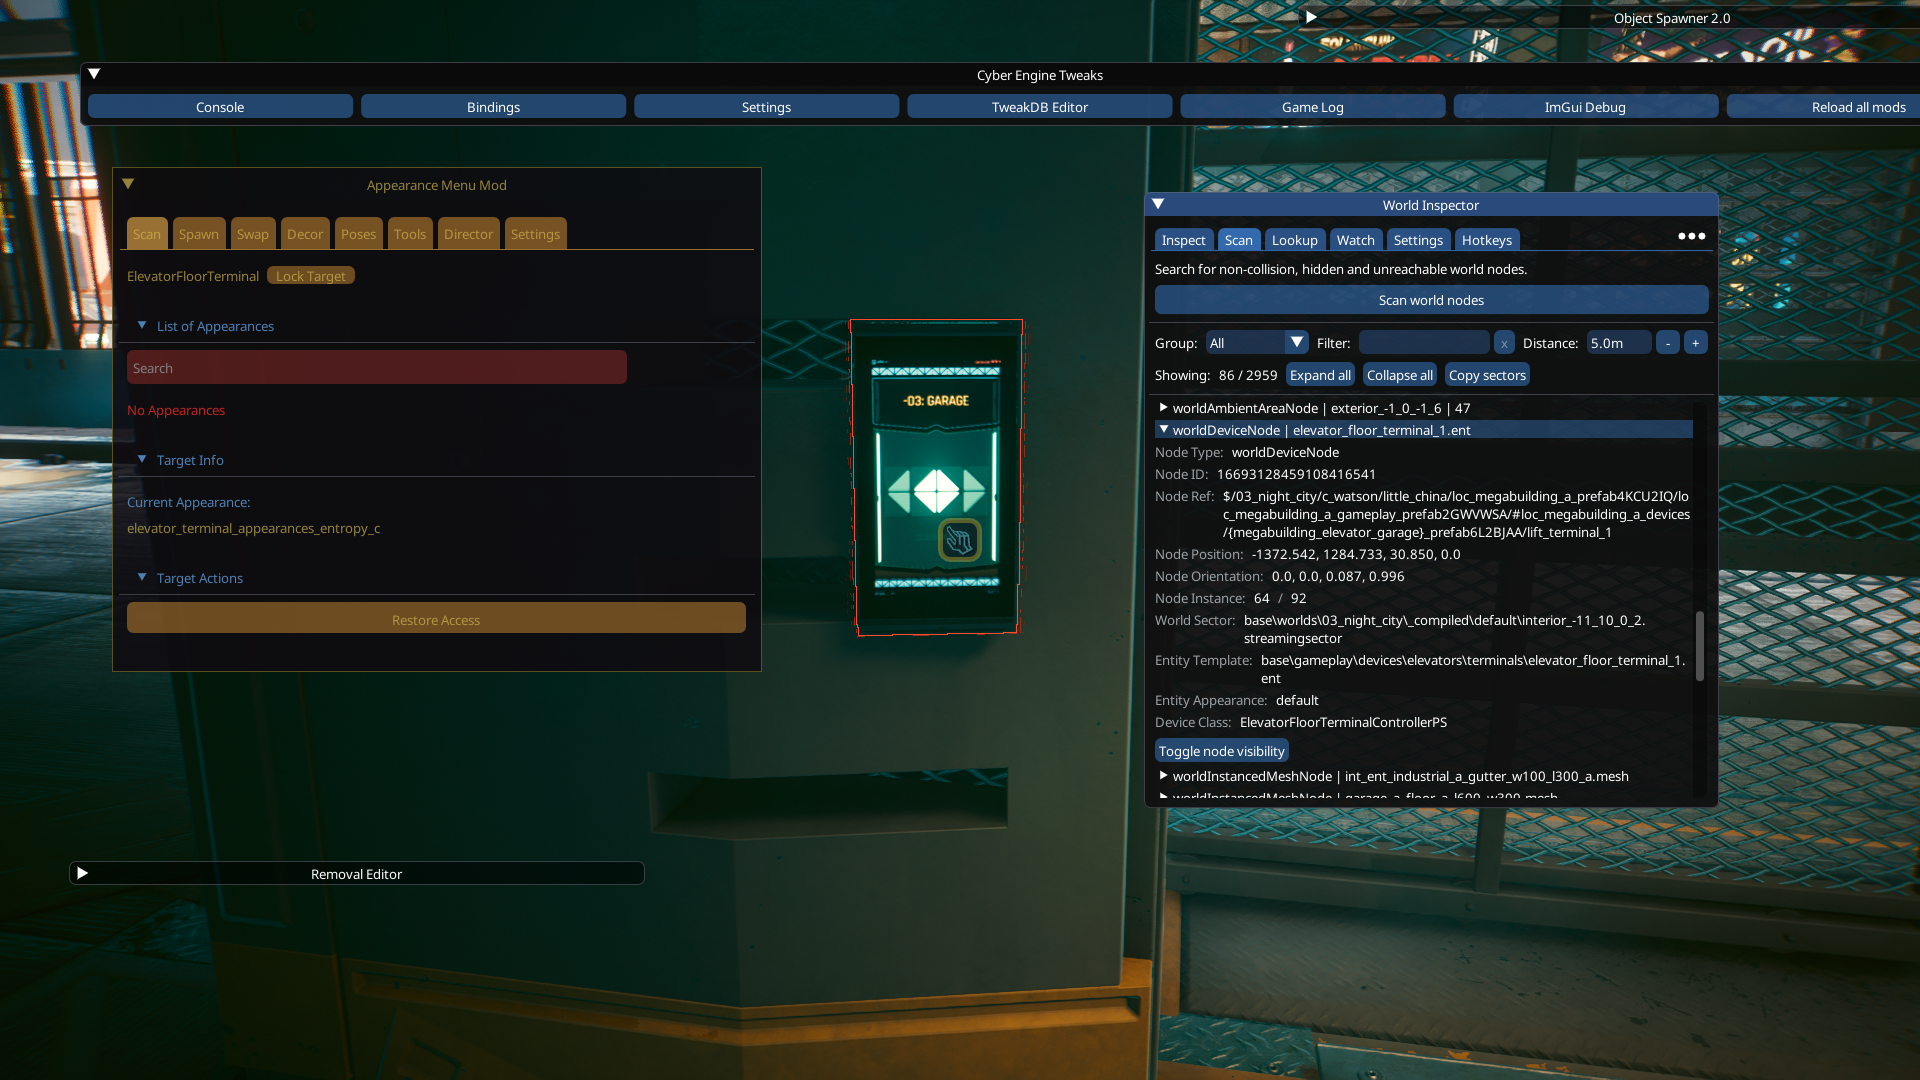 Object Spawner 2.0
Cyber Engine Tweaks
Console
Bindings
Settings
TweakDB Editor
Game Log
ImGui Debug
Reload all mods
Appearance Menu Mod
Scan
Spawn
Swap
Decor
Poses
Tools
Director
Settings
ElevatorFloorTerminal
Lock Target
List of Appearances
Search
No Appearances
Target Info
Current Appearance:
elevator_terminal_appearances_entropy_c
Target Actions
Restore Access
Removal Editor
-03: GARAGE
World Inspector
Inspect
Scan
Lookup
Watch
Settings
Hotkeys
Search for non-collision, hidden and unreachable world nodes.
Scan world nodes
Group: All
Filter:
x
Distance: 5.0m
-
+
Showing: 86 / 2959
Expand all
Collapse all
Copy sectors
worldAmbientAreaNode | exterior_-1_0_-1_6 | 47
worldDeviceNode | elevator_floor_terminal_1.ent
Node Type: worldDeviceNode
Node ID: 16693128459108416541
Node Ref: $/03_night_city/c_watson/little_china/loc_megabuilding_a_prefab4KCU2IQ/lo
c_megabuilding_a_gameplay_prefab2GWVWSA/#loc_megabuilding_a_devices
/{megabuilding_elevator_garage}_prefab6L2BJAA/lift_terminal_1
Node Position: -1372.542, 1284.733, 30.850, 0.0
Node Orientation: 0.0, 0.0, 0.087, 0.996
Node Instance: 64 / 92
World Sector: base\worlds\03_night_city\_compiled\default\interior_-11_10_0_2.
streamingsector
Entity Template: base\gameplay\devices\elevators\terminals\elevator_floor_terminal_1.
ent
Entity Appearance: default
Device Class: ElevatorFloorTerminalControllerPS
Toggle node visibility
worldInstancedMeshNode | int_ent_industrial_a_gutter_w100_l300_a.mesh
worldInstancedMeshNode | garage_a_floor_a_l600_w300.mesh